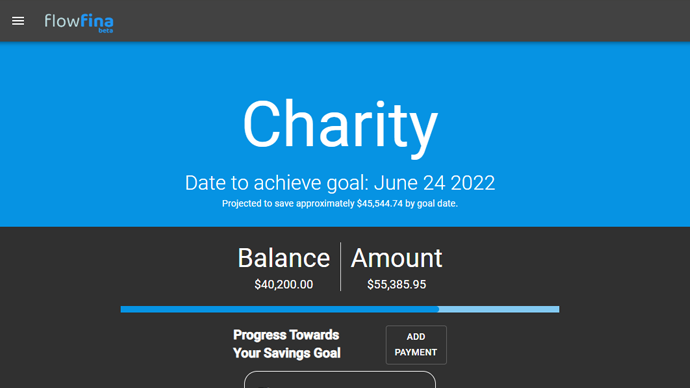 flowfina
beta
Charity
Date to achieve goal: June 24 2022
Projected to save approximately $45,544.74 by goal date.
Balance
Amount
$40,200.00
$55,385.95
Progress Towards
Your Savings Goal
ADD
PAYMENT